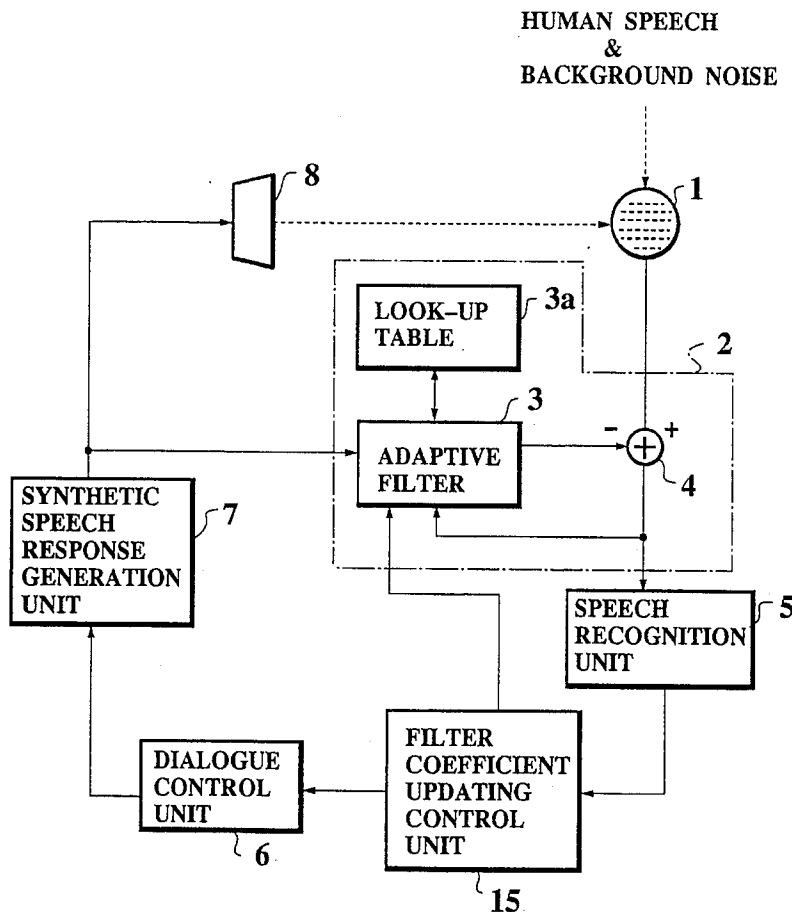 HUMAN SPEECH
&
BACKGROUND NOISE
8
1
LOOK-UP
TABLE
3a
2
3
- +
ADAPTIVE
FILTER
4
SYNTHETIC
SPEECH
RESPONSE
GENERATION
UNIT
7
SPEECH
RECOGNITION
UNIT
5
DIALOGUE
CONTROL
UNIT
6
FILTER
COEFFICIENT
UPDATING
CONTROL
UNIT
15